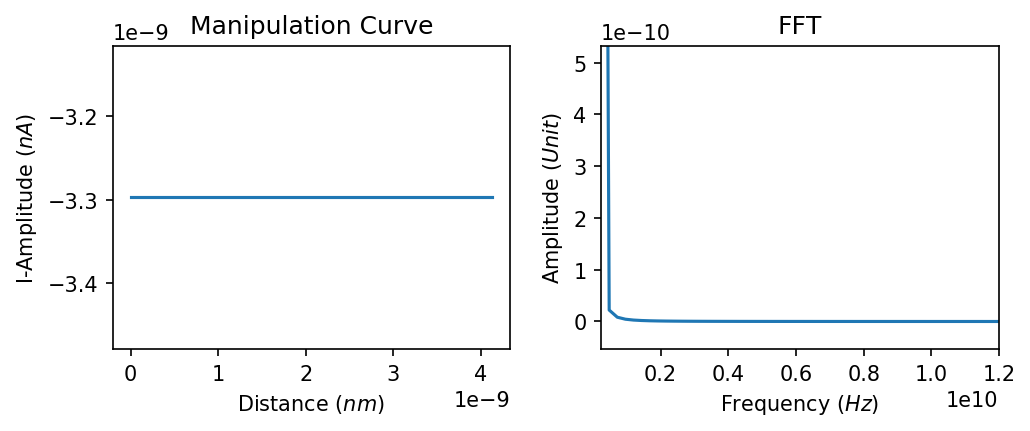 Manipulation Curve
1e−9
−3.2
−3.3
−3.4
I-Amplitude (nA)
0 1 2 3 4
1e−9
Distance (nm)
FFT
1e−10
5
4
3
2
1
0
Amplitude (Unit)
0.2 0.4 0.6 0.8 1.0 1.2
1e10
Frequency (Hz)